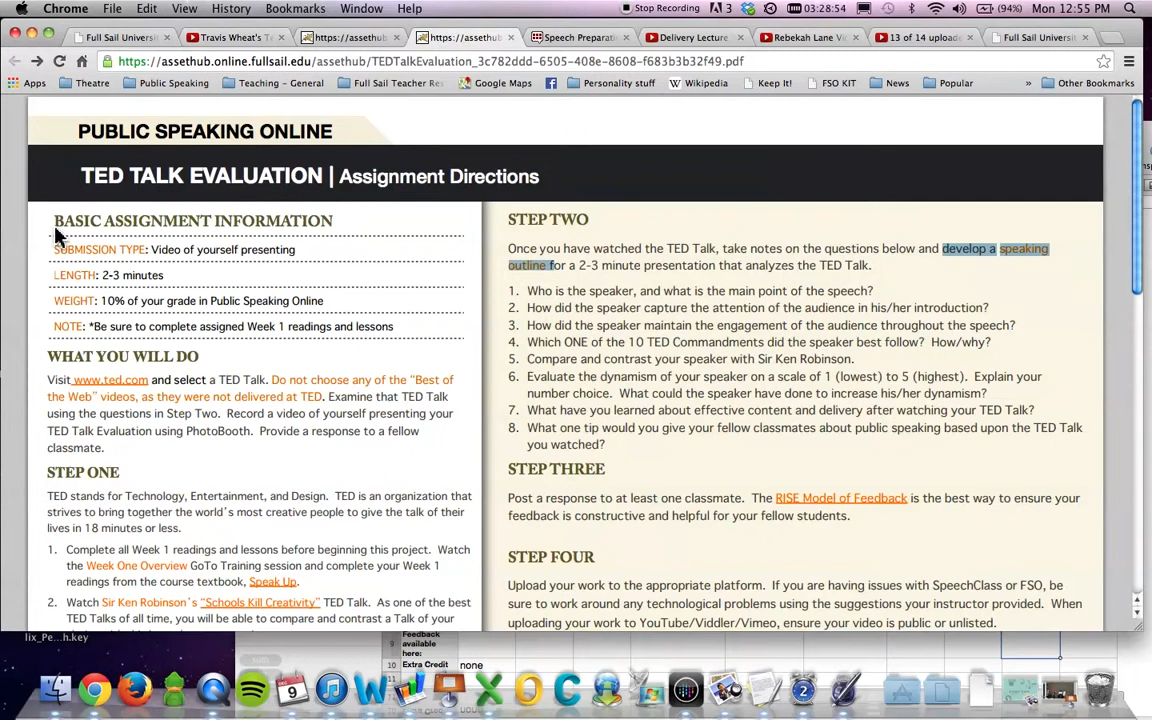 Chrome File Edit View History Bookmarks Window Help Stop Recording 3 03:28:54 (94%) Mon 12:55 PM
Full Sail Universi Travis Wheat's Te https://assethub https://assethub Speech Preparati Delivery Lecture Rebekah Lane Vir 13 of 14 uploade Full Sail Universi
https://assethub.online.fullsail.edu/assethub/TEDTalkEvaluation_3c782ddd-6505-408e-8608-f683b3b32f49.pdf
Apps Theatre Public Speaking Teaching - General Full Sail Teacher Res Google Maps Personality stuff Wikipedia Keep It! FSO KIT News Popular » Other Bookmarks
PUBLIC SPEAKING ONLINE
TED TALK EVALUATION | Assignment Directions
BASIC ASSIGNMENT INFORMATION
SUBMISSION TYPE: Video of yourself presenting
LENGTH: 2-3 minutes
WEIGHT: 10% of your grade in Public Speaking Online
NOTE: *Be sure to complete assigned Week 1 readings and lessons
WHAT YOU WILL DO
Visit www.ted.com and select a TED Talk. Do not choose any of the "Best of
the Web" videos, as they were not delivered at TED. Examine that TED Talk
using the questions in Step Two. Record a video of yourself presenting your
TED Talk Evaluation using PhotoBooth. Provide a response to a fellow
classmate.
STEP ONE
TED stands for Technology, Entertainment, and Design. TED is an organization that
strives to bring together the world's most creative people to give the talk of their
lives in 18 minutes or less.
1. Complete all Week 1 readings and lessons before beginning this project. Watch
the Week One Overview GoTo Training session and complete your Week 1
readings from the course textbook, Speak Up.
2. Watch Sir Ken Robinson's "Schools Kill Creativity" TED Talk. As one of the best
TED Talks of all time, you will be able to compare and contrast a Talk of your
STEP TWO
Once you have watched the TED Talk, take notes on the questions below and develop a speaking
outline for a 2-3 minute presentation that analyzes the TED Talk.
1. Who is the speaker, and what is the main point of the speech?
2. How did the speaker capture the attention of the audience in his/her introduction?
3. How did the speaker maintain the engagement of the audience throughout the speech?
4. Which ONE of the 10 TED Commandments did the speaker best follow? How/why?
5. Compare and contrast your speaker with Sir Ken Robinson.
6. Evaluate the dynamism of your speaker on a scale of 1 (lowest) to 5 (highest). Explain your
number choice. What could the speaker have done to increase his/her dynamism?
7. What have you learned about effective content and delivery after watching your TED Talk?
8. What one tip would you give your fellow classmates about public speaking based upon the TED Talk
you watched?
STEP THREE
Post a response to at least one classmate. The RISE Model of Feedback is the best way to ensure your
feedback is constructive and helpful for your fellow students.
STEP FOUR
Upload your work to the appropriate platform. If you are having issues with SpeechClass or FSO, be
sure to work around any technological problems using the suggestions your instructor provided. When
uploading your work to YouTube/Viddler/Vimeo, ensure your video is public or unlisted.
lix_Pe...h.key
Feedback
9 available
here:
10 Extra Credit none
11
DEC
9
2